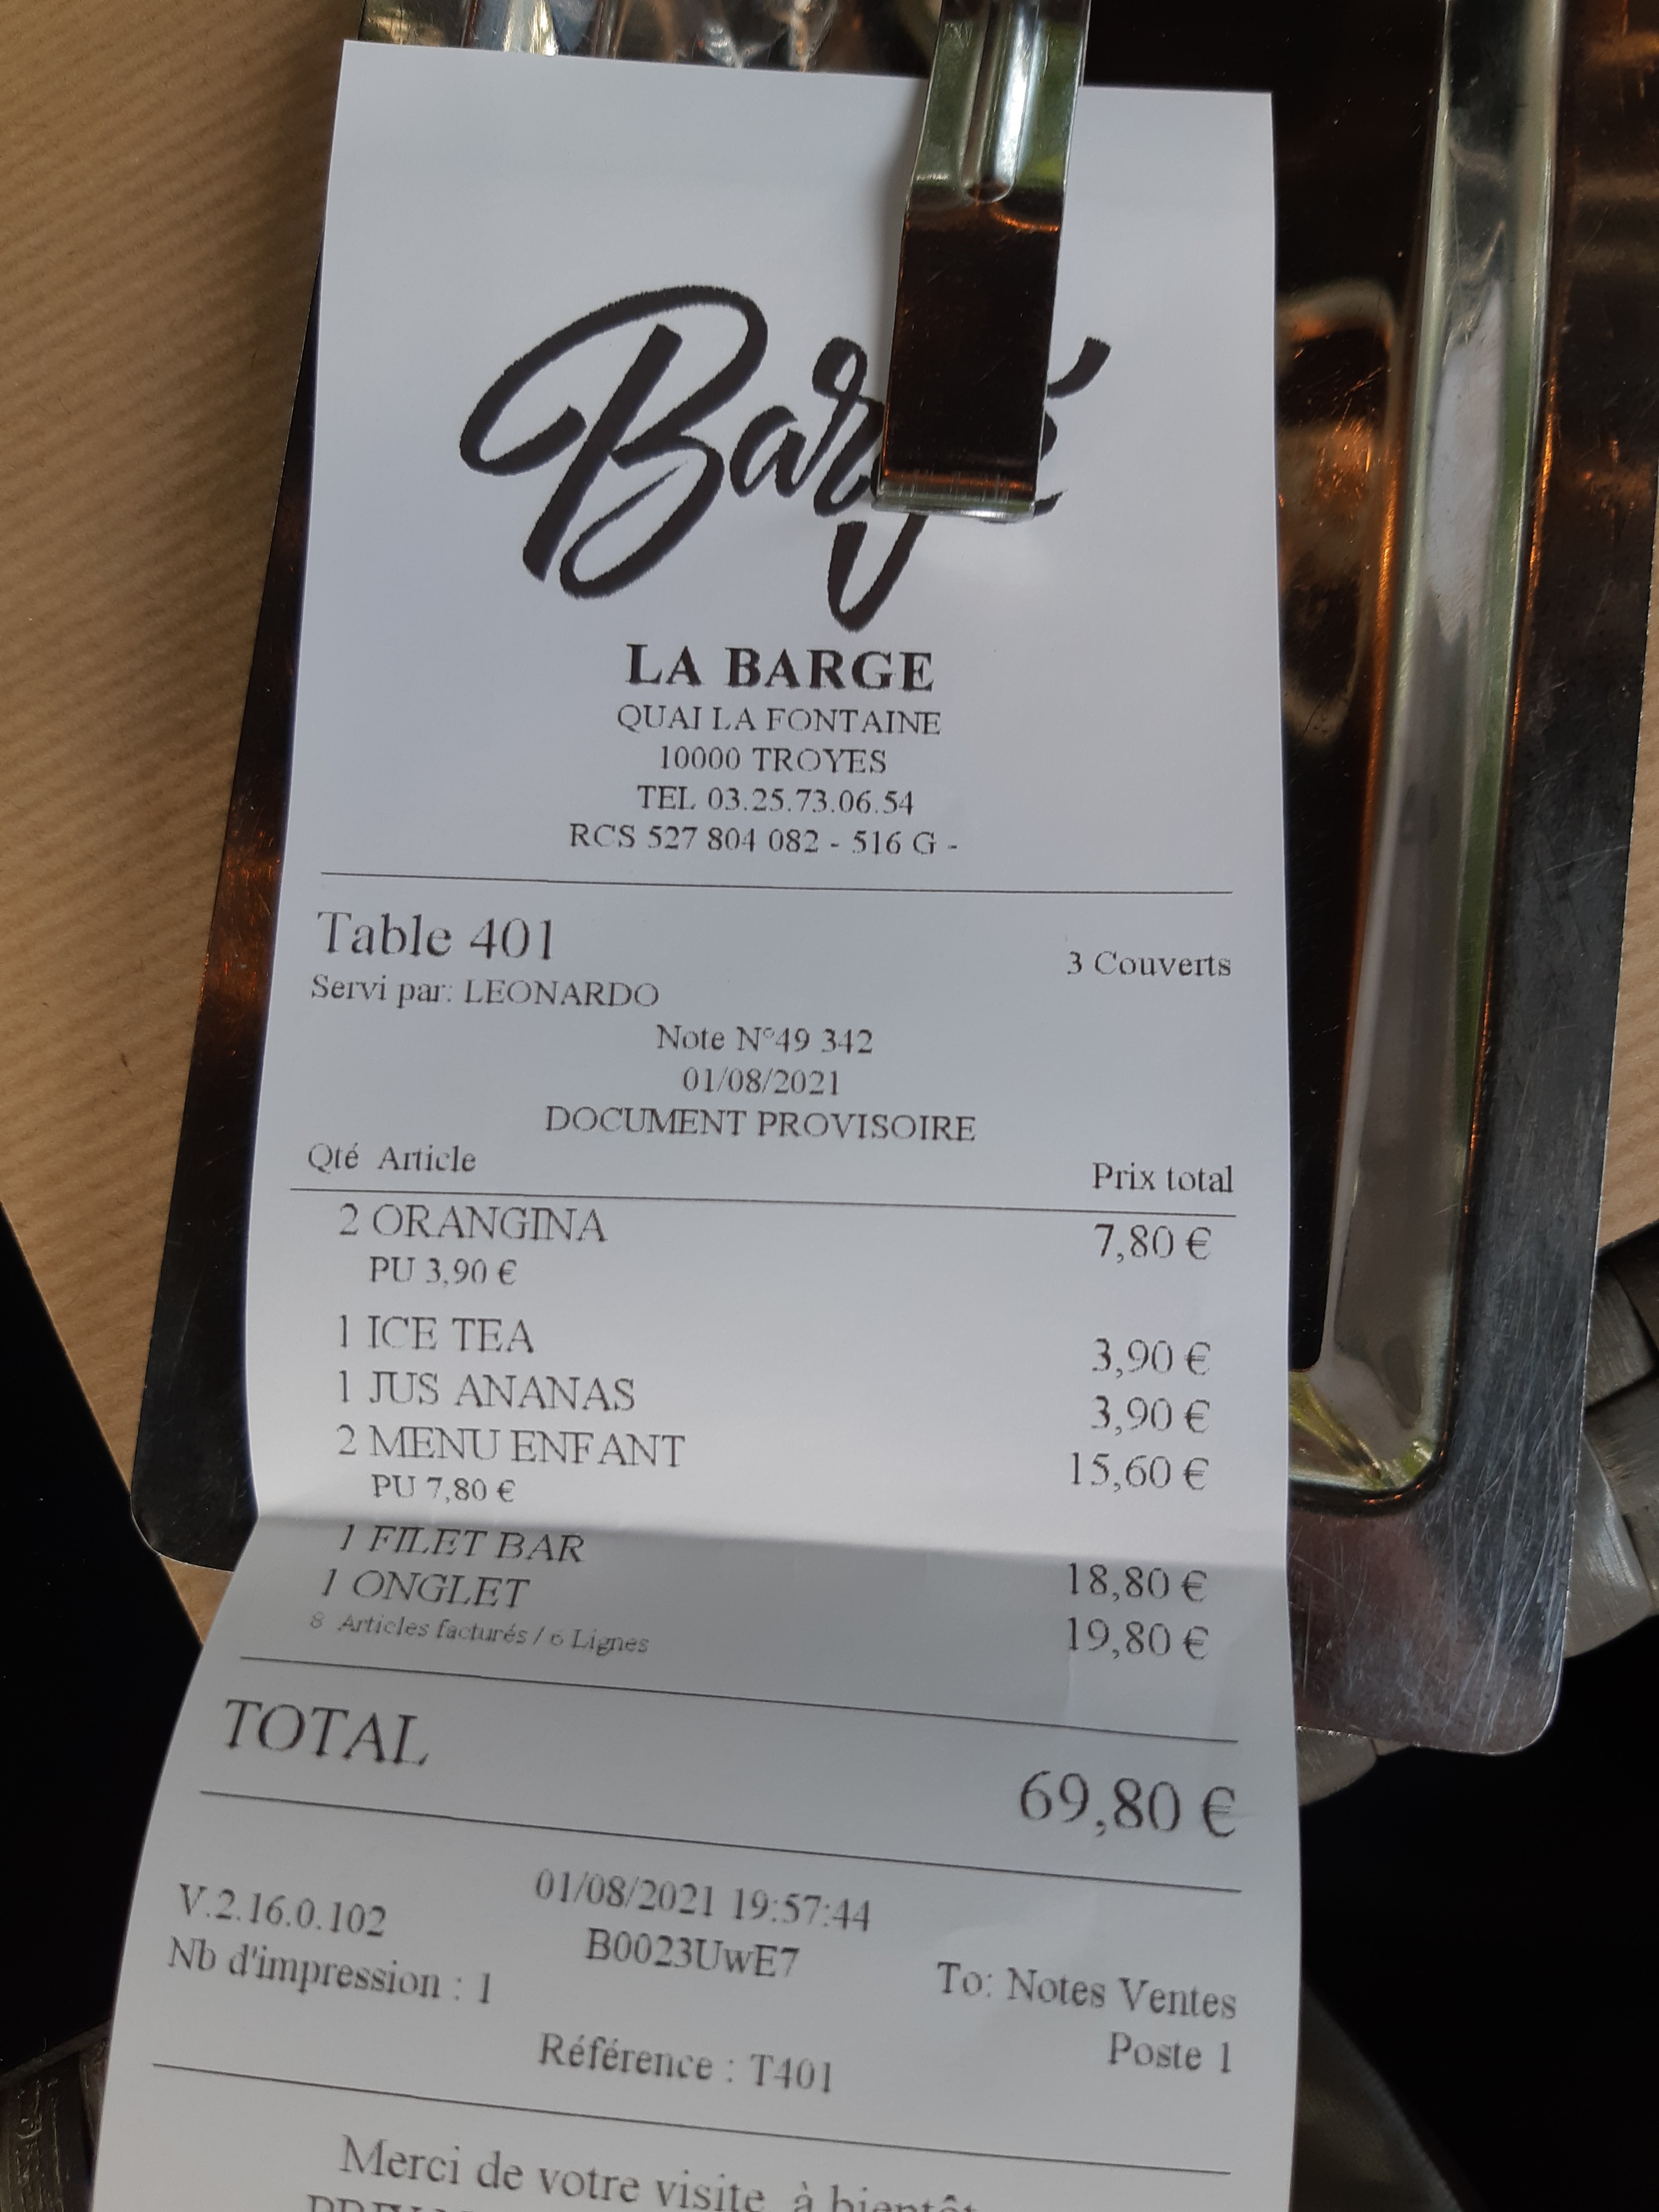 LA BARGE
QUAI LA FONTAINE
10000 TROYES
TEL 03.25.73.06.54
RCS 527 804 082 - 516 G -
Table 401
3 Couverts
Servi par: LEONARDO
Note N°49 342
01/08/2021
DOCUMENT PROVISOIRE
Qté Article Prix total
2 ORANGINA 7,80 €
PU 3,90 €
1 ICE TEA 3,90 €
1 JUS ANANAS 3,90 €
2 MENU ENFANT 15,60 €
PU 7,80 €
1 FILET BAR 18,80 €
1 ONGLET 19,80 €
8 Articles facturés / 6 Lignes
TOTAL 69,80 €
01/08/2021 19:57:44
V.2.16.0.102 B0023UwE7 To: Notes Ventes
Nb d'impression : 1 Poste 1
Référence : T401
Merci de votre visite, à bientôt